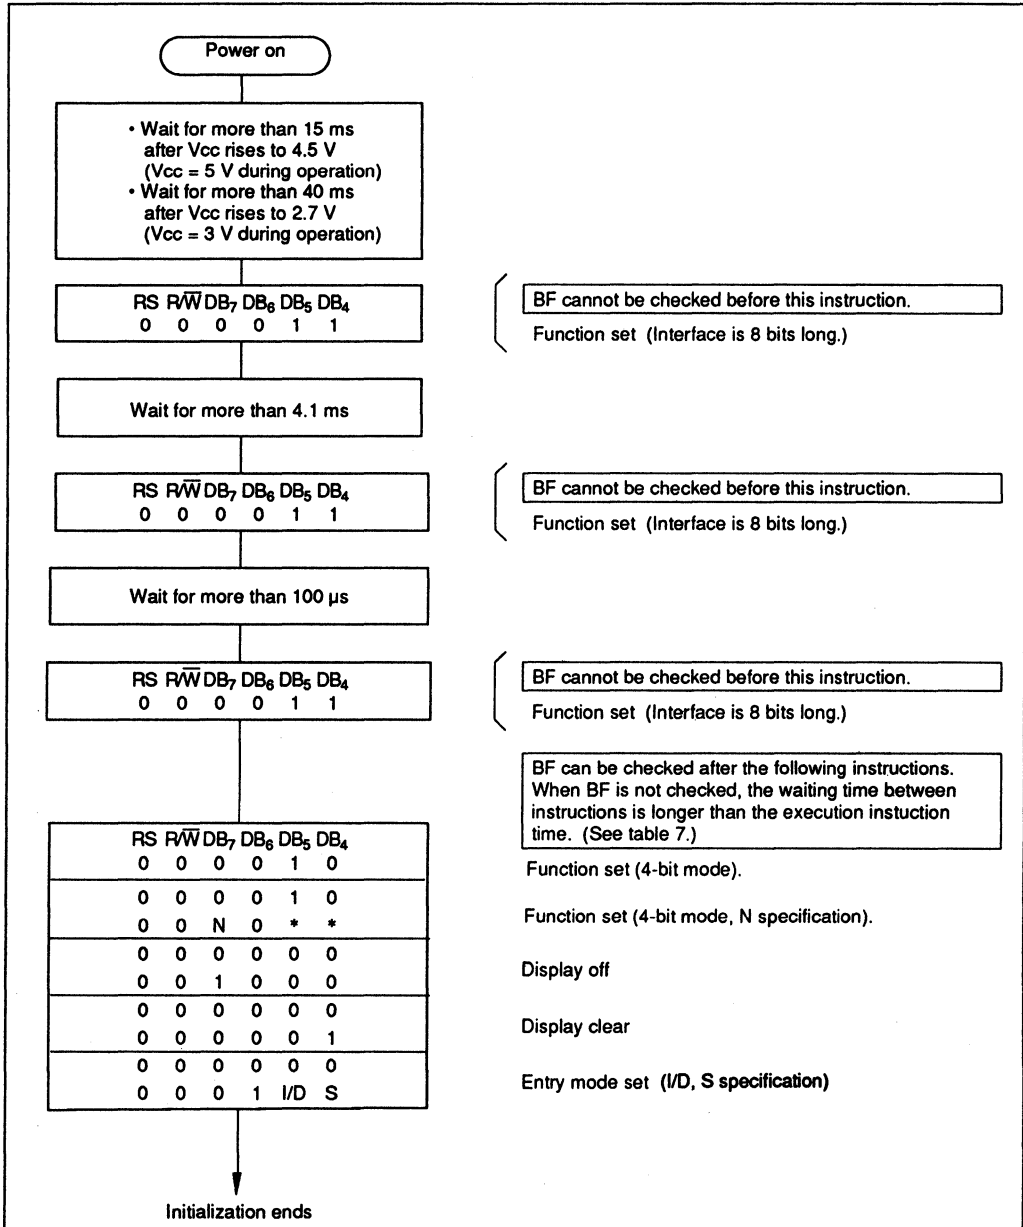 Power on
• Wait for more than 15 ms
after Vcc rises to 4.5 V
(Vcc = 5 V during operation)
• Wait for more than 40 ms
after Vcc rises to 2.7 V
(Vcc = 3 V during operation)
RS R/W̅ DB₇ DB₆ DB₅ DB₄
0 0 0 0 1 1
BF cannot be checked before this instruction.
Function set (Interface is 8 bits long.)
Wait for more than 4.1 ms
RS R/W̅ DB₇ DB₆ DB₅ DB₄
0 0 0 0 1 1
BF cannot be checked before this instruction.
Function set (Interface is 8 bits long.)
Wait for more than 100 µs
RS R/W̅ DB₇ DB₆ DB₅ DB₄
0 0 0 0 1 1
BF cannot be checked before this instruction.
Function set (Interface is 8 bits long.)
BF can be checked after the following instructions.
When BF is not checked, the waiting time between
instructions is longer than the execution instuction
time. (See table 7.)
RS R/W̅ DB₇ DB₆ DB₅ DB₄
0 0 0 0 1 0
Function set (4-bit mode).
0 0 0 0 1 0
0 0 N 0 * *
Function set (4-bit mode, N specification).
0 0 0 0 0 0
0 0 1 0 0 0
Display off
0 0 0 0 0 0
0 0 0 0 0 1
Display clear
0 0 0 0 0 0
0 0 0 1 I/D S
Entry mode set (I/D, S specification)
Initialization ends